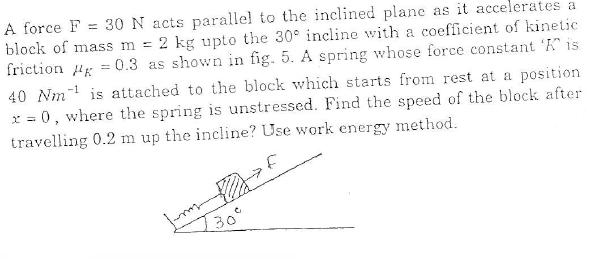 A force F = 30 N acts parallel to the inclined plane as it accelerates a
block of mass m = 2 kg upto the 30° incline with a coefficient of kinetic
friction μK = 0.3 as shown in fig. 5. A spring whose force constant 'K' is
40 Nm⁻¹ is attached to the block which starts from rest at a position
x = 0, where the spring is unstressed. Find the speed of the block after
travelling 0.2 m up the incline? Use work energy method.
F
30°